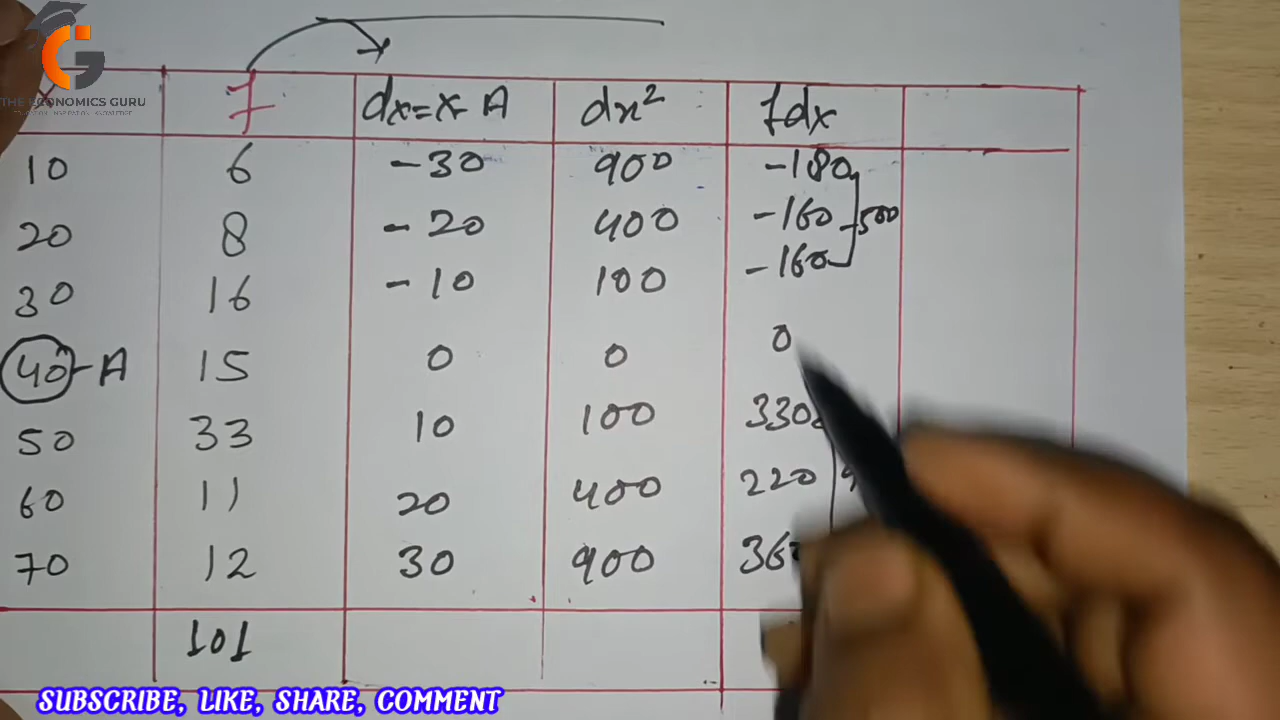 THE ECONOMICS GURU
X f dx=x-A dx² fdx
10 6 -30 900 -180
20 8 -20 400 -160 500
30 16 -10 100 -160
40-A 15 0 0 0
50 33 10 100 330
60 11 20 400 220
70 12 30 900 360
101
SUBSCRIBE, LIKE, SHARE, COMMENT